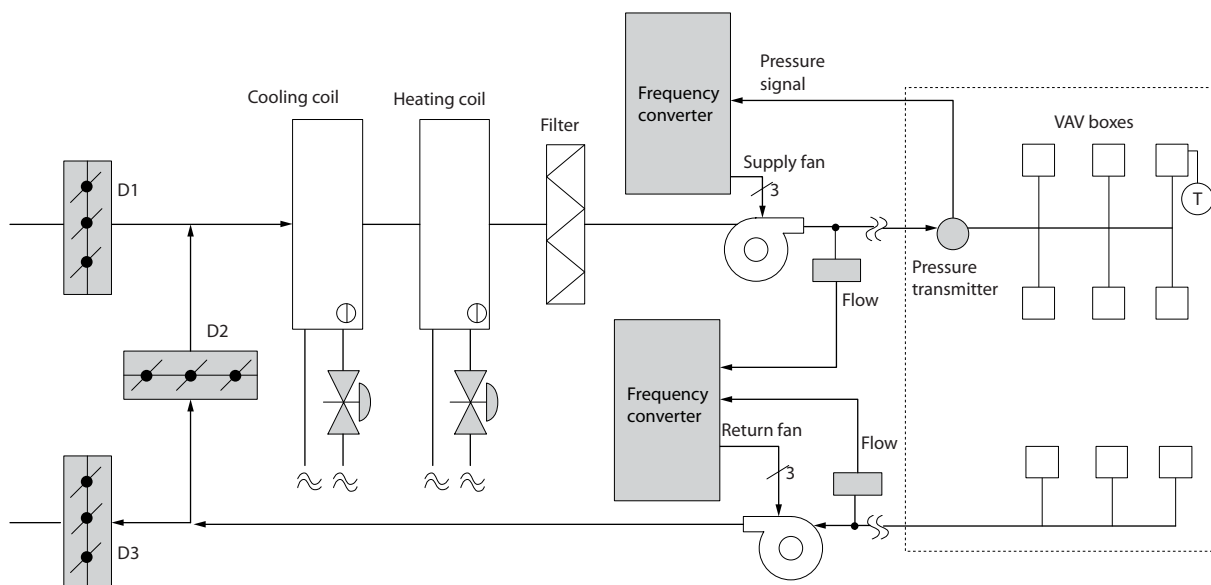 Cooling coil
Heating coil
Filter
Frequency
converter
Pressure
signal
VAV boxes
D1
Supply fan
3
T
Pressure
transmitter
Flow
D2
Frequency
converter
Return fan
3
Flow
D3